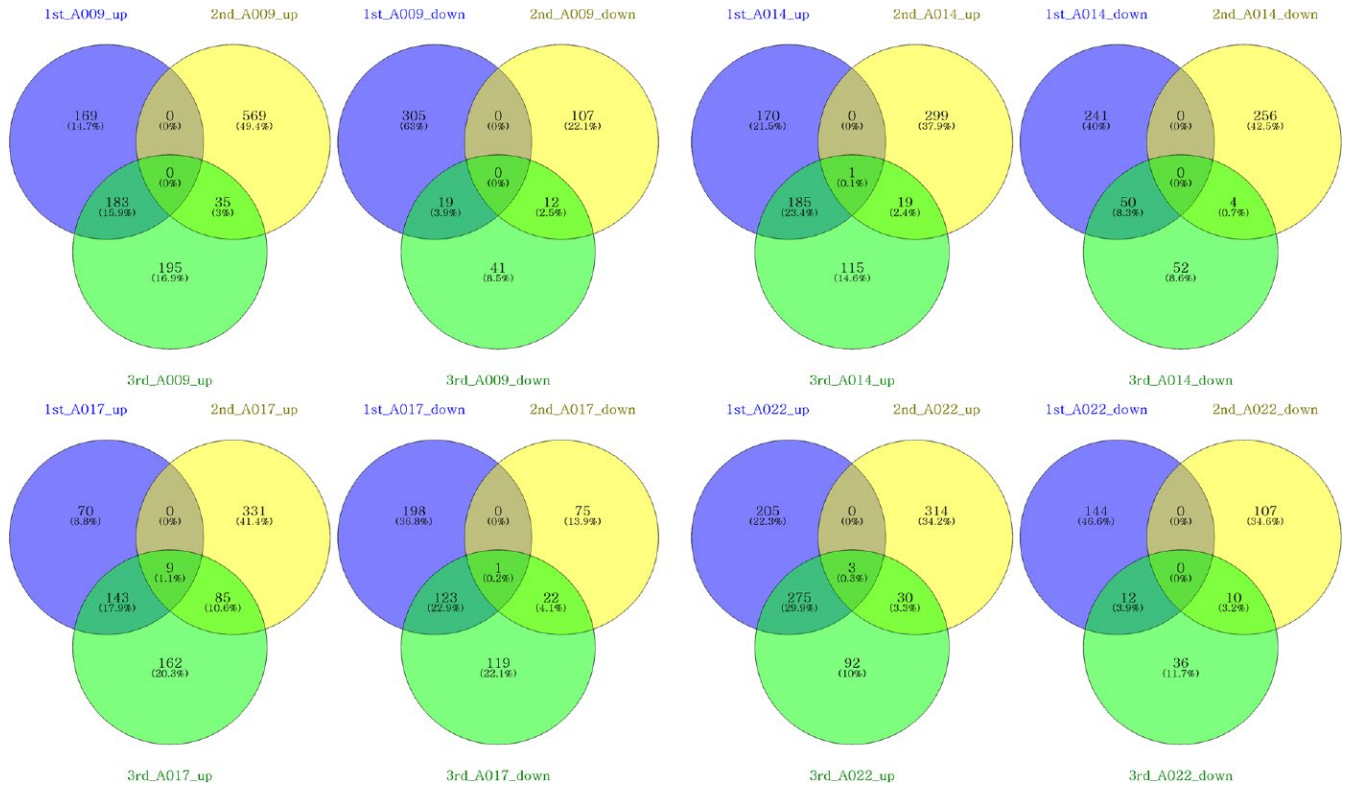 1st_A009_up 2nd_A009_up 1st_A009_down 2nd_A009_down 1st_A014_up 2nd_A014_up 1st_A014_down 2nd_A014_down
169 0 569 305 0 107 170 0 299 241 0 256
(14.7%) (0%) (49.4%) (63%) (0%) (22.1%) (21.5%) (0%) (37.9%) (40%) (0%) (42.5%)
0 0 1 0
(0%) (0%) (0.1%) (0%)
183 35 19 12 185 19 50 4
(15.9%) (3%) (3.9%) (2.5%) (23.4%) (2.4%) (8.3%) (0.7%)
195 41 115 52
(16.9%) (8.5%) (14.6%) (8.6%)
3rd_A009_up 3rd_A009_down 3rd_A014_up 3rd_A014_down
1st_A017_up 2nd_A017_up 1st_A017_down 2nd_A017_down 1st_A022_up 2nd_A022_up 1st_A022_down 2nd_A022_down
70 0 331 198 0 75 205 0 314 144 0 107
(8.8%) (0%) (41.4%) (36.8%) (0%) (13.9%) (22.3%) (0%) (34.2%) (46.6%) (0%) (34.6%)
9 1 3 0
(1.1%) (0.2%) (0.3%) (0%)
143 85 123 22 275 30 12 10
(17.9%) (10.6%) (22.9%) (4.1%) (29.9%) (3.3%) (3.9%) (3.2%)
162 119 92 36
(20.3%) (22.1%) (10%) (11.7%)
3rd_A017_up 3rd_A017_down 3rd_A022_up 3rd_A022_down